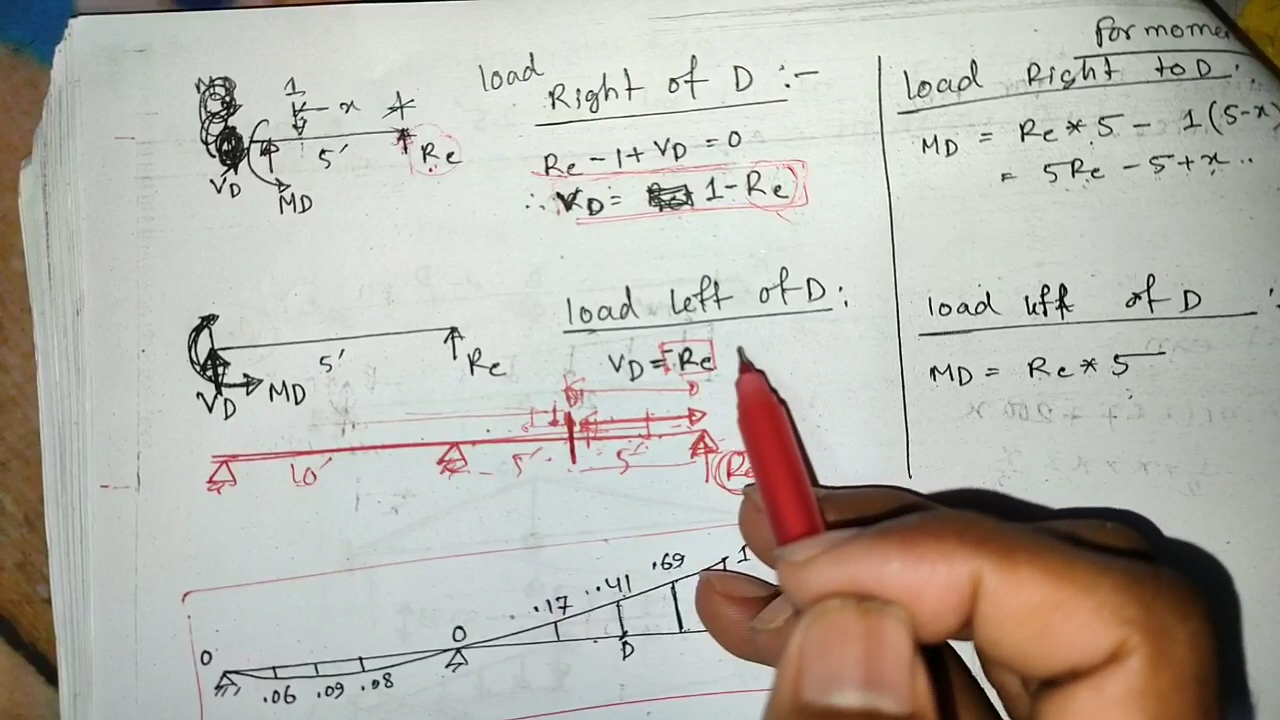 For mome
load
Right of D :-
load Right to D :
1
x
5'
Re
VD
MD
Re - 1 + VD = 0
∴ VD = 1 - Re
MD = Re * 5 - 1 (5-x)
= 5Re - 5 + x ..
load left of D :
load left of D :
5'
Re
VD
MD
VD = - Re
MD = Re * 5
10'
5'
5'
Re
0
.06
.09
.08
0
.17
.41
D
.69
1